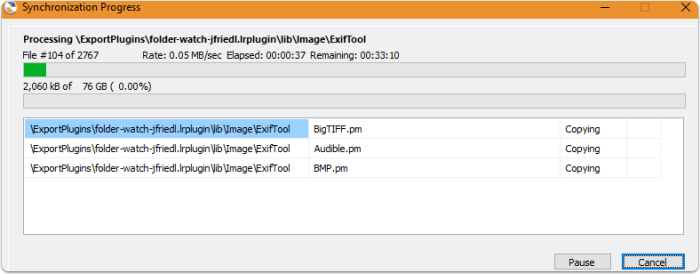 Synchronization Progress
Processing \ExportPlugins\folder-watch-jfriedl.lrplugin\lib\Image\ExifTool
File #104 of 2767 Rate: 0.05 MB/sec Elapsed: 00:00:37 Remaining: 00:33:10
2,060 kB of 76 GB ( 0.00%)
\ExportPlugins\folder-watch-jfriedl.lrplugin\lib\Image\ExifTool BigTIFF.pm Copying
\ExportPlugins\folder-watch-jfriedl.lrplugin\lib\Image\ExifTool Audible.pm Copying
\ExportPlugins\folder-watch-jfriedl.lrplugin\lib\Image\ExifTool BMP.pm Copying
Pause Cancel